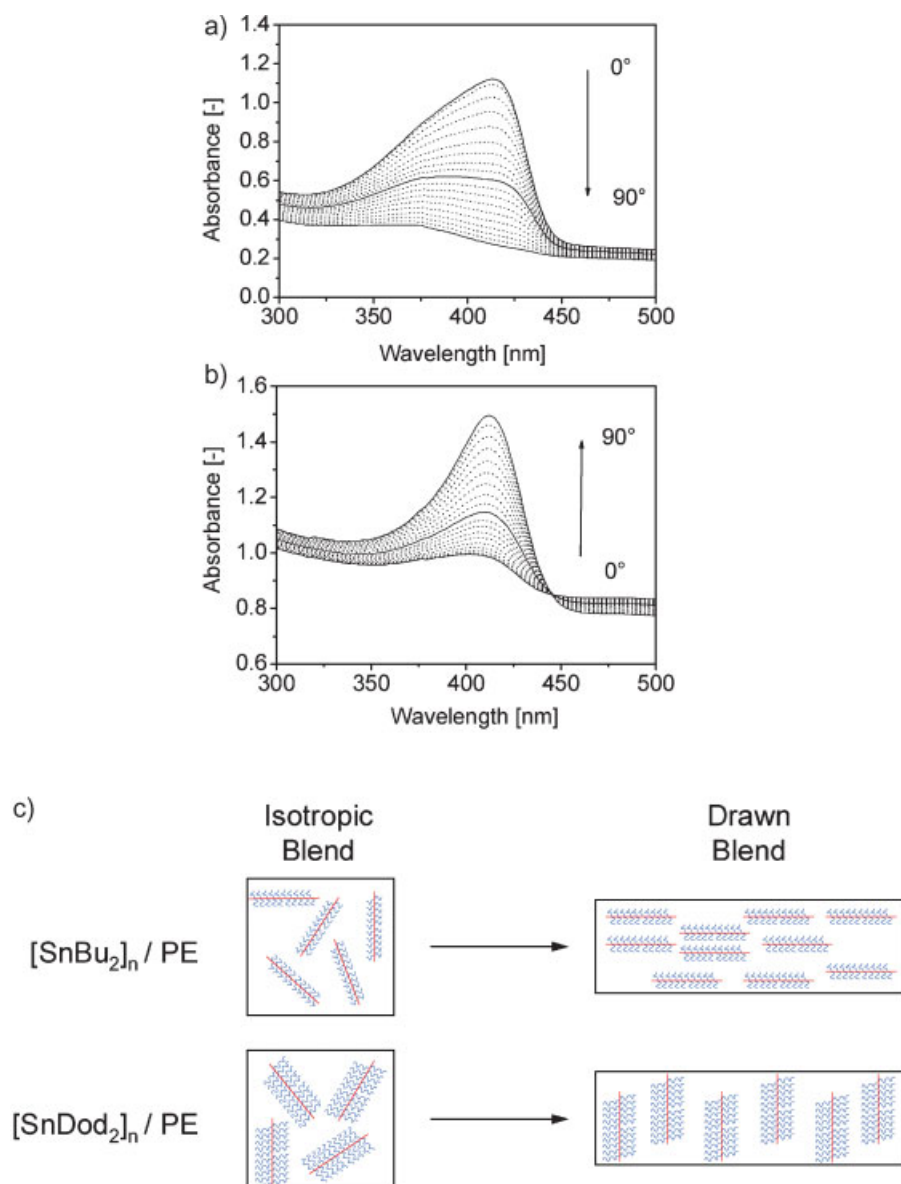 a)
1.4
1.2
1.0
0.8
0.6
0.4
0.2
0.0
Absorbance [-]
0°
90°
300 350 400 450 500
Wavelength [nm]
b)
1.6
1.4
1.2
1.0
0.8
0.6
Absorbance [-]
90°
0°
300 350 400 450 500
Wavelength [nm]
c)
Isotropic Drawn
Blend Blend
[SnBu₂]ₙ / PE
[SnDod₂]ₙ / PE